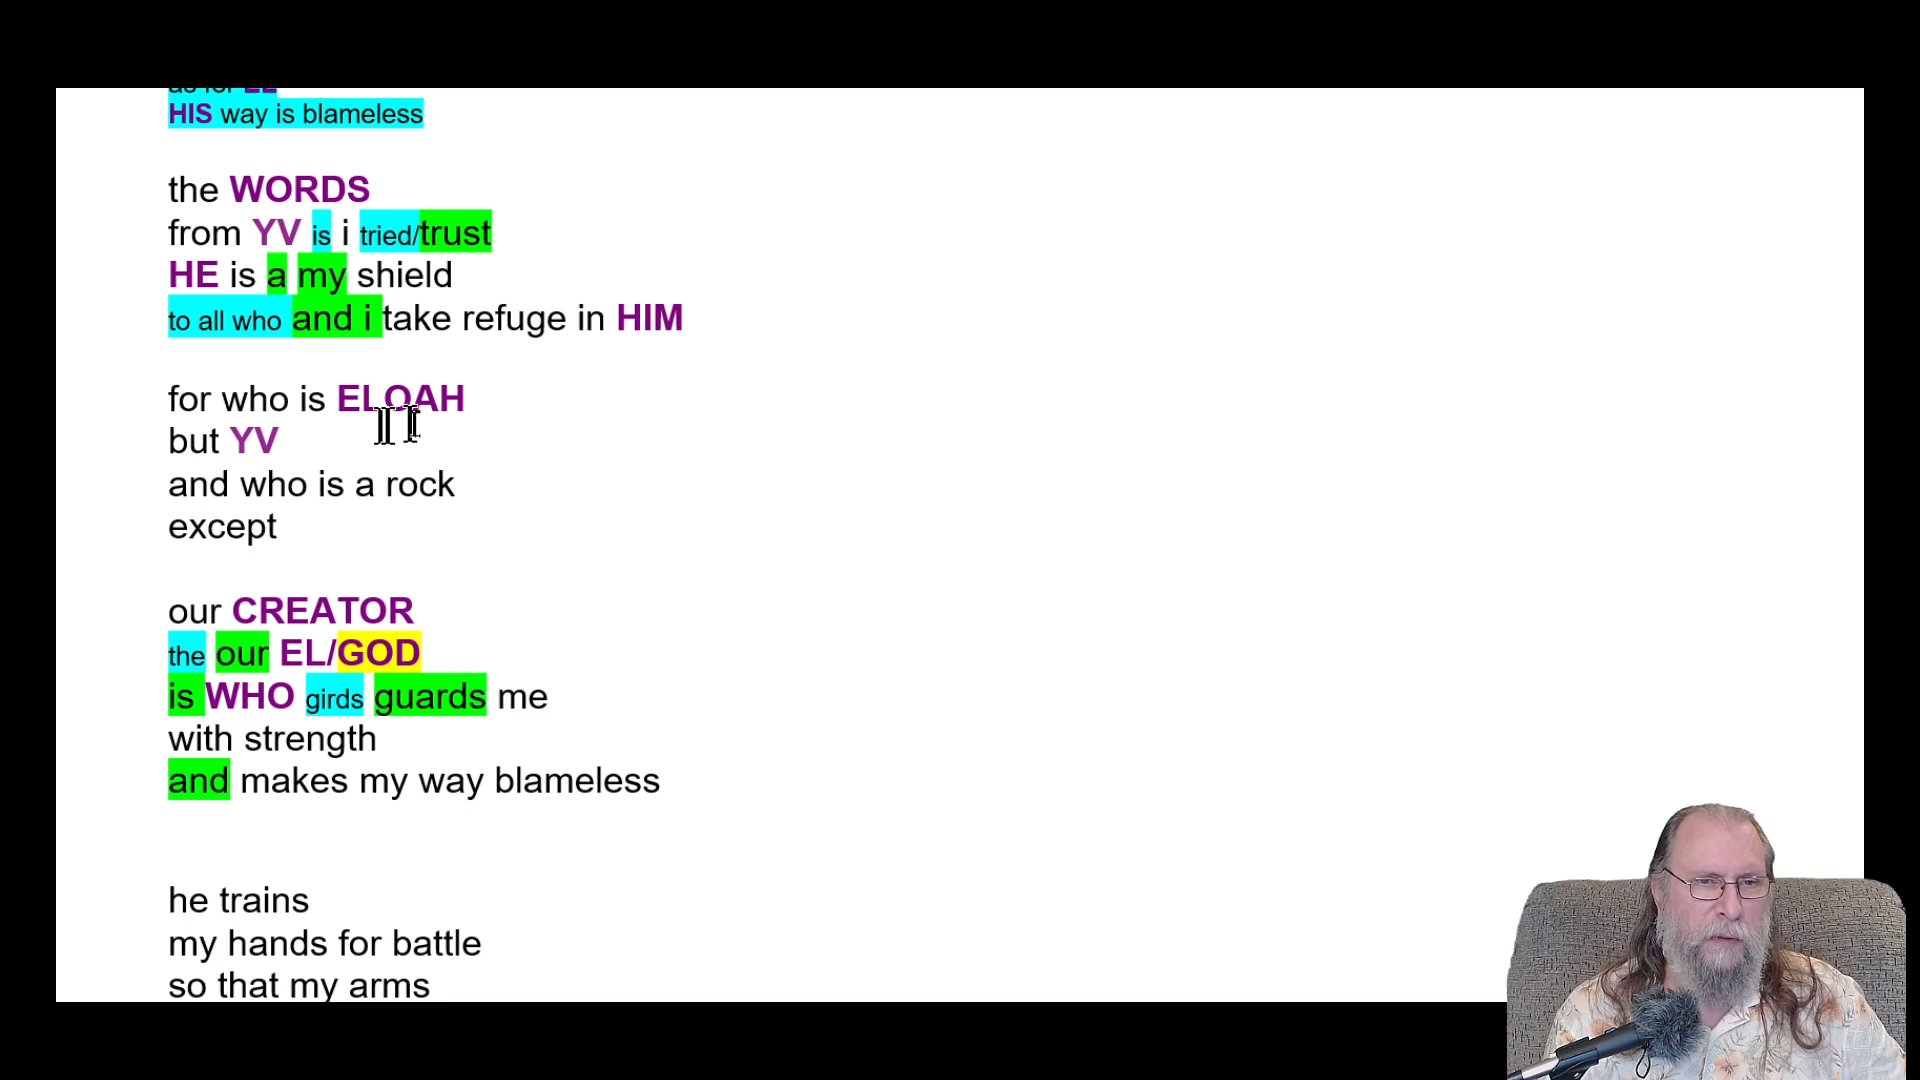 as for EL
HIS way is blameless
the WORDS
from YV is i tried/trust
HE is a my shield
to all who and i take refuge in HIM
for who is ELOAH
but YV
and who is a rock
except
our CREATOR
the our EL/GOD
is WHO girds guards me
with strength
and makes my way blameless
he trains
my hands for battle
so that my arms